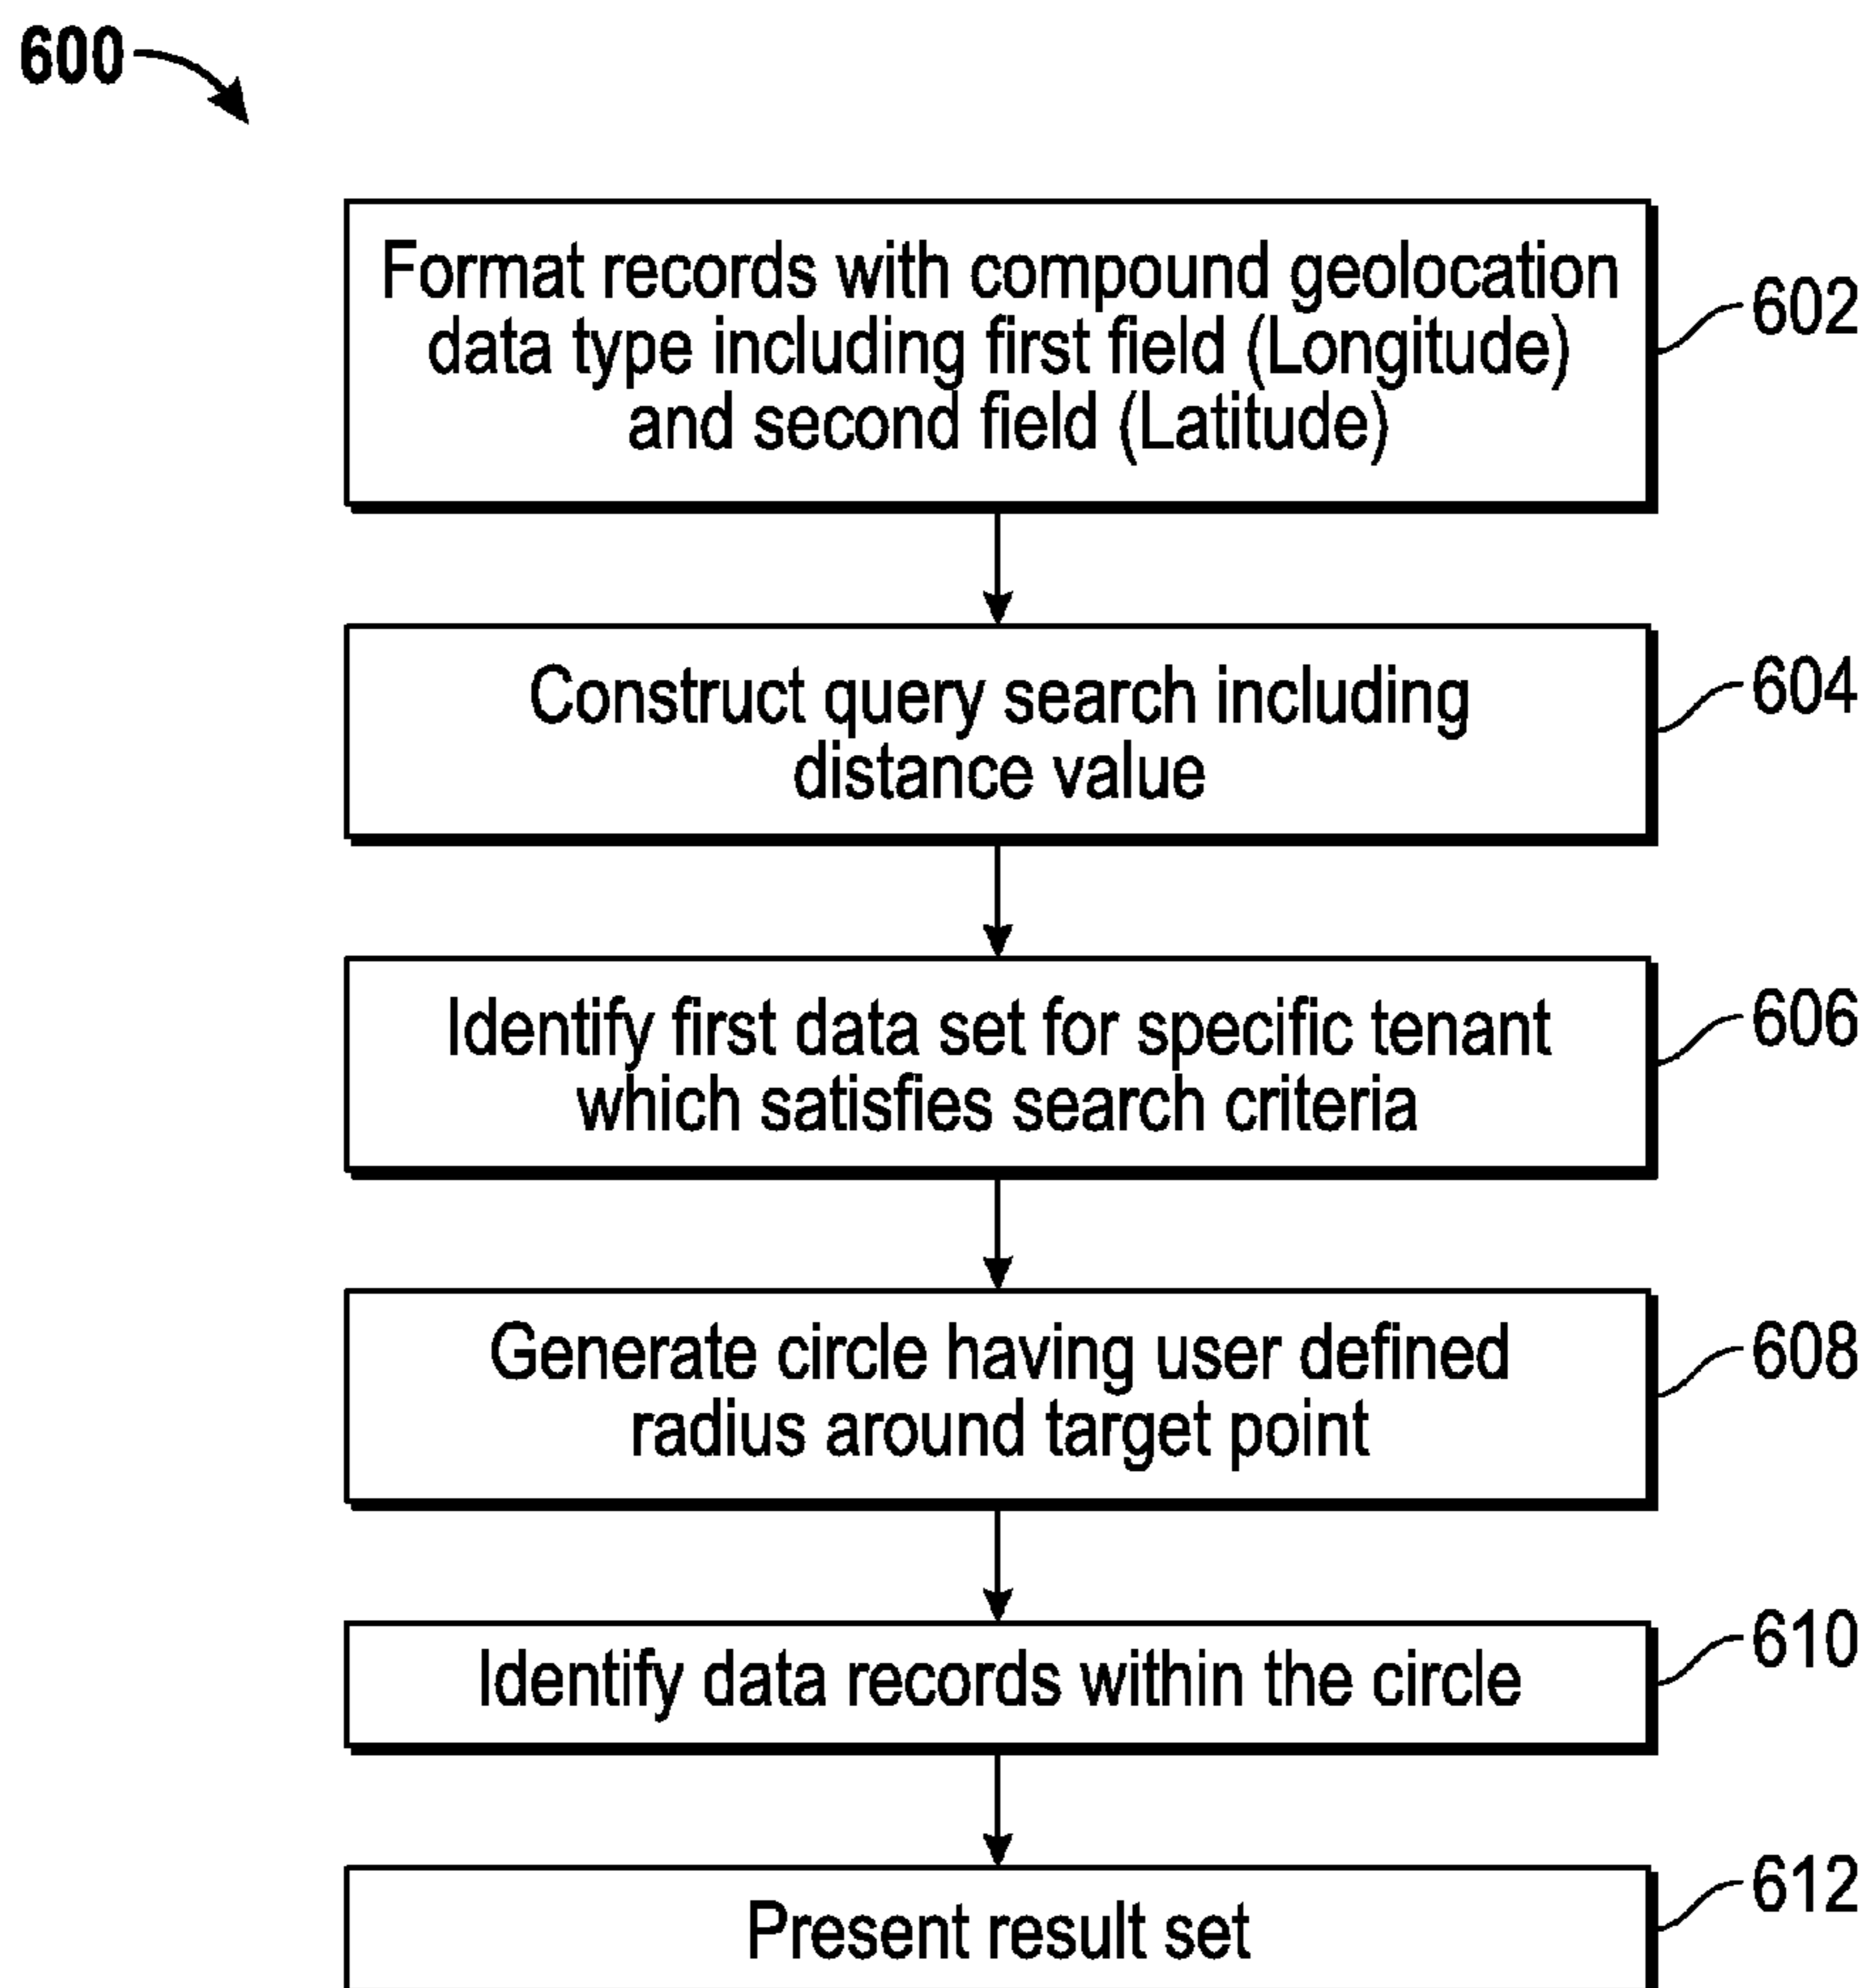 600
Format records with compound geolocation
data type including first field (Longitude)
and second field (Latitude)
602
Construct query search including
distance value
604
Identify first data set for specific tenant
which satisfies search criteria
606
Generate circle having user defined
radius around target point
608
Identify data records within the circle
610
Present result set
612